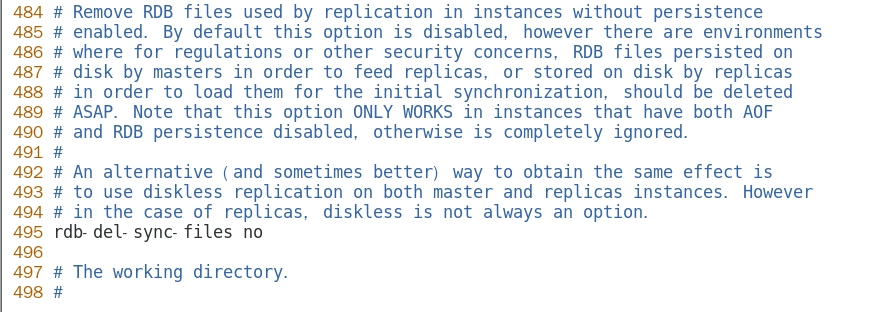 484 # Remove RDB files used by replication in instances without persistence
485 # enabled. By default this option is disabled, however there are environments
486 # where for regulations or other security concerns, RDB files persisted on
487 # disk by masters in order to feed replicas, or stored on disk by replicas
488 # in order to load them for the initial synchronization, should be deleted
489 # ASAP. Note that this option ONLY WORKS in instances that have both AOF
490 # and RDB persistence disabled, otherwise is completely ignored.
491 #
492 # An alternative (and sometimes better) way to obtain the same effect is
493 # to use diskless replication on both master and replicas instances. However
494 # in the case of replicas, diskless is not always an option.
495 rdb-del-sync-files no
496
497 # The working directory.
498 #